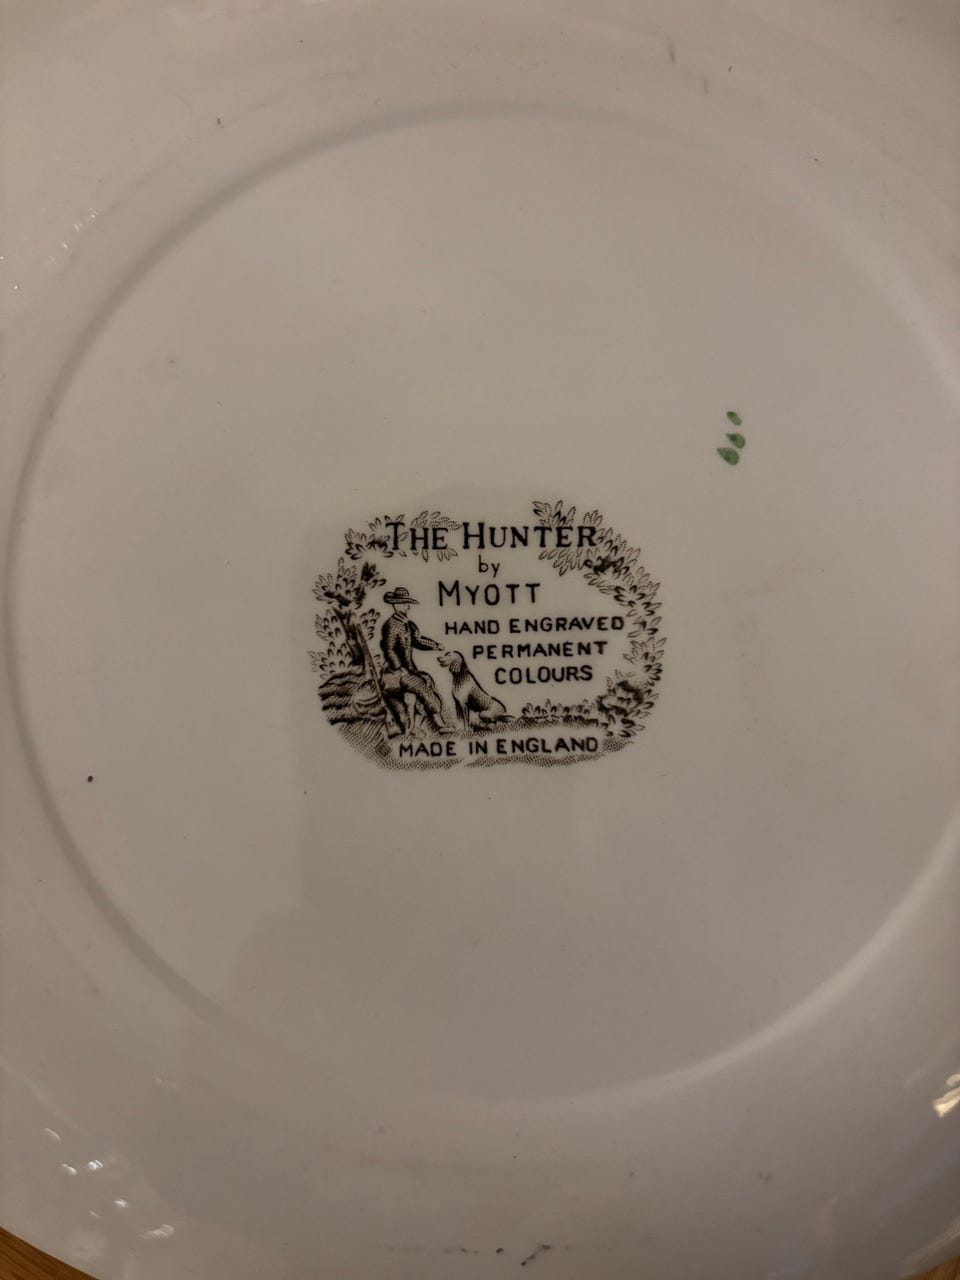 THE HUNTER
by
MYOTT
HAND ENGRAVED
PERMANENT
COLOURS
MADE IN ENGLAND